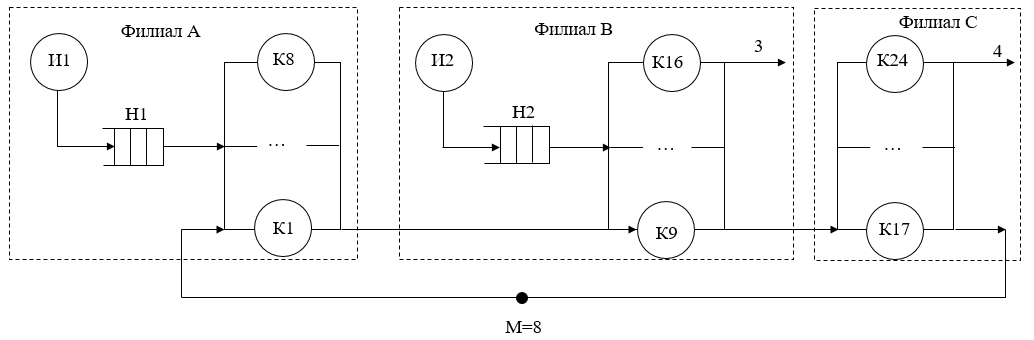 Филиал А
Филиал В
Филиал С
И1
К8
И2
К16
3
К24
4
Н1
Н2
...
...
...
К1
К9
К17
М=8